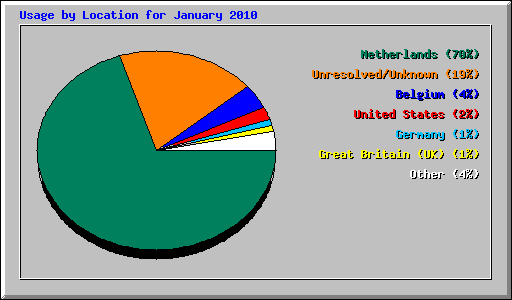 Usage by Location for January 2010
Netherlands (70%)
Unresolved/Unknown (19%)
Belgium (4%)
United States (2%)
Germany (1%)
Great Britain (UK) (1%)
Other (4%)